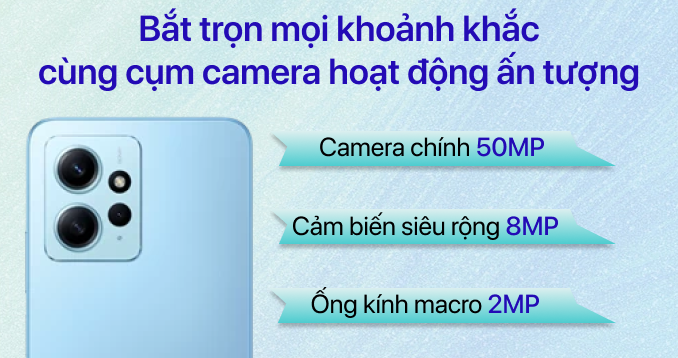 Bắt trọn mọi khoảnh khắc
cùng cụm camera hoạt động ấn tượng
Camera chính 50MP
Cảm biến siêu rộng 8MP
Ống kính macro 2MP